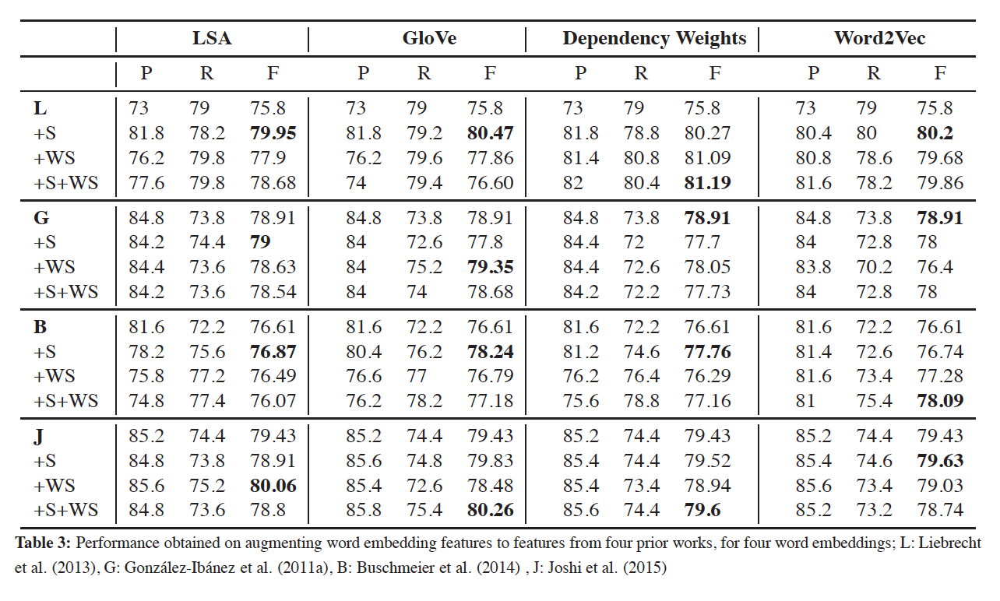 LSA GloVe Dependency Weights Word2Vec
P R F P R F P R F P R F
L 73 79 75.8 73 79 75.8 73 79 75.8 73 79 75.8
+S 81.8 78.2 79.95 81.8 79.2 80.47 81.8 78.8 80.27 80.4 80 80.2
+WS 76.2 79.8 77.9 76.2 79.6 77.86 81.4 80.8 81.09 80.8 78.6 79.68
+S+WS 77.6 79.8 78.68 74 79.4 76.60 82 80.4 81.19 81.6 78.2 79.86
G 84.8 73.8 78.91 84.8 73.8 78.91 84.8 73.8 78.91 84.8 73.8 78.91
+S 84.2 74.4 79 84 72.6 77.8 84.4 72 77.7 84 72.8 78
+WS 84.4 73.6 78.63 84 75.2 79.35 84.4 72.6 78.05 83.8 70.2 76.4
+S+WS 84.2 73.6 78.54 84 74 78.68 84.2 72.2 77.73 84 72.8 78
B 81.6 72.2 76.61 81.6 72.2 76.61 81.6 72.2 76.61 81.6 72.2 76.61
+S 78.2 75.6 76.87 80.4 76.2 78.24 81.2 74.6 77.76 81.4 72.6 76.74
+WS 75.8 77.2 76.49 76.6 77 76.79 76.2 76.4 76.29 81.6 73.4 77.28
+S+WS 74.8 77.4 76.07 76.2 78.2 77.18 75.6 78.8 77.16 81 75.4 78.09
J 85.2 74.4 79.43 85.2 74.4 79.43 85.2 74.4 79.43 85.2 74.4 79.43
+S 84.8 73.8 78.91 85.6 74.8 79.83 85.4 74.4 79.52 85.4 74.6 79.63
+WS 85.6 75.2 80.06 85.4 72.6 78.48 85.4 73.4 78.94 85.6 73.4 79.03
+S+WS 84.8 73.6 78.8 85.8 75.4 80.26 85.6 74.4 79.6 85.2 73.2 78.74
Table 3: Performance obtained on augmenting word embedding features to features from four prior works, for four word embeddings; L: Liebrecht
et al. (2013), G: González-Ibánez et al. (2011a), B: Buschmeier et al. (2014) , J: Joshi et al. (2015)